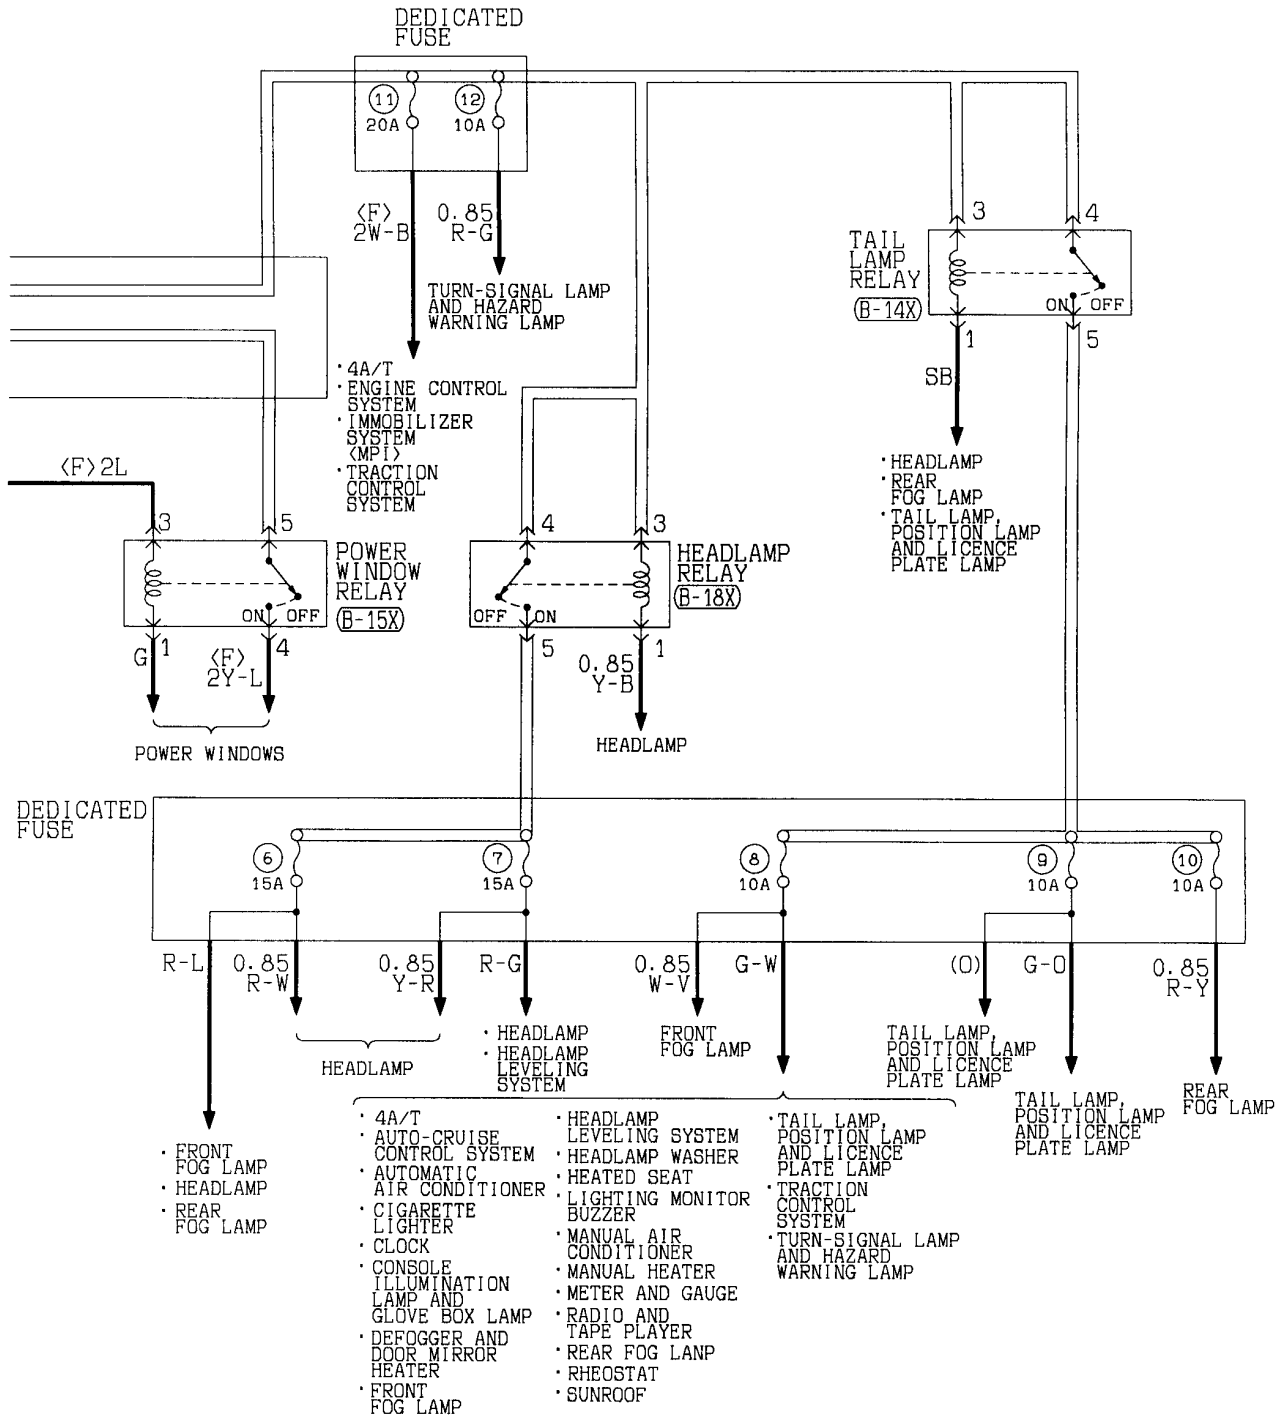 DEDICATED
FUSE
11
20A
12
10A
<F>
2W-B
0.85
R-G
TURN-SIGNAL LAMP
AND HAZARD
WARNING LAMP
·4A/T
·ENGINE CONTROL
SYSTEM
·IMMOBILIZER
SYSTEM
<MPI>
·TRACTION
CONTROL
SYSTEM
3
4
TAIL
LAMP
RELAY
(B-14X)
ON
OFF
1
5
SB
·HEADLAMP
·REAR
FOG LAMP
·TAIL LAMP,
POSITION LAMP
AND LICENCE
PLATE LAMP
<F>2L
3
5
POWER
WINDOW
RELAY
(B-15X)
ON
OFF
1
4
G
<F>
2Y-L
POWER WINDOWS
4
3
HEADLAMP
RELAY
(B-18X)
OFF
ON
5
1
0.85
Y-B
HEADLAMP
DEDICATED
FUSE
6
15A
7
15A
8
10A
9
10A
10
10A
R-L
0.85
R-W
0.85
Y-R
R-G
0.85
W-V
G-W
(O)
G-O
0.85
R-Y
·FRONT
FOG LAMP
·HEADLAMP
·REAR
FOG LAMP
HEADLAMP
·HEADLAMP
·HEADLAMP
LEVELING
SYSTEM
FRONT
FOG LAMP
TAIL LAMP,
POSITION LAMP
AND LICENCE
PLATE LAMP
TAIL LAMP,
POSITION LAMP
AND LICENCE
PLATE LAMP
REAR
FOG LAMP
·4A/T
·AUTO-CRUISE
CONTROL SYSTEM
·AUTOMATIC
AIR CONDITIONER
·CIGARETTE
LIGHTER
·CLOCK
·CONSOLE
ILLUMINATION
LAMP AND
GLOVE BOX LAMP
·DEFOGGER AND
DOOR MIRROR
HEATER
·FRONT
FOG LAMP
·HEADLAMP
LEVELING SYSTEM
·HEADLAMP WASHER
·HEATED SEAT
·LIGHTING MONITOR
BUZZER
·MANUAL AIR
CONDITIONER
·MANUAL HEATER
·METER AND GAUGE
·RADIO AND
TAPE PLAYER
·REAR FOG LANP
·RHEOSTAT
·SUNROOF
·TAIL LAMP,
POSITION LAMP
AND LICENCE
PLATE LAMP
·TRACTION
CONTROL
SYSTEM
·TURN-SIGNAL LAMP
AND HAZARD
WARNING LAMP